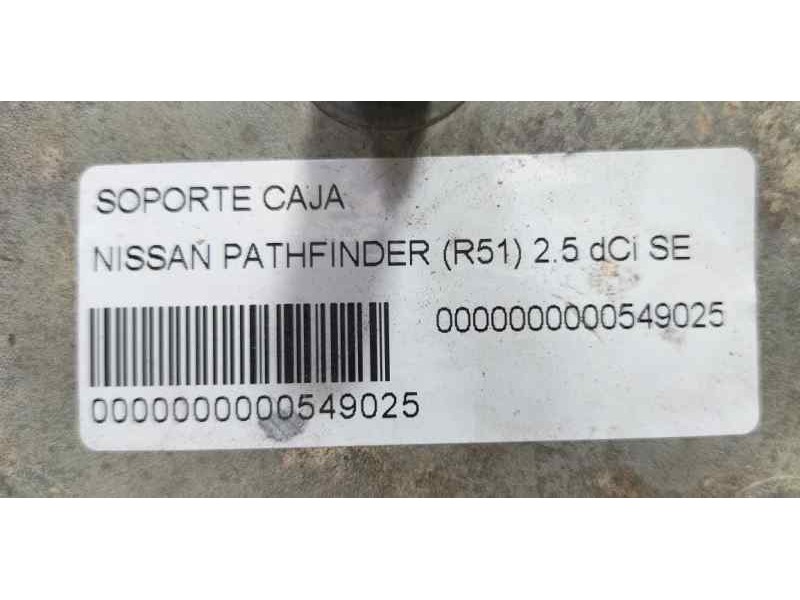 SOPORTE CAJA
NISSAN PATHFINDER (R51) 2.5 dCi SE
0000000000549025
0000000000549025